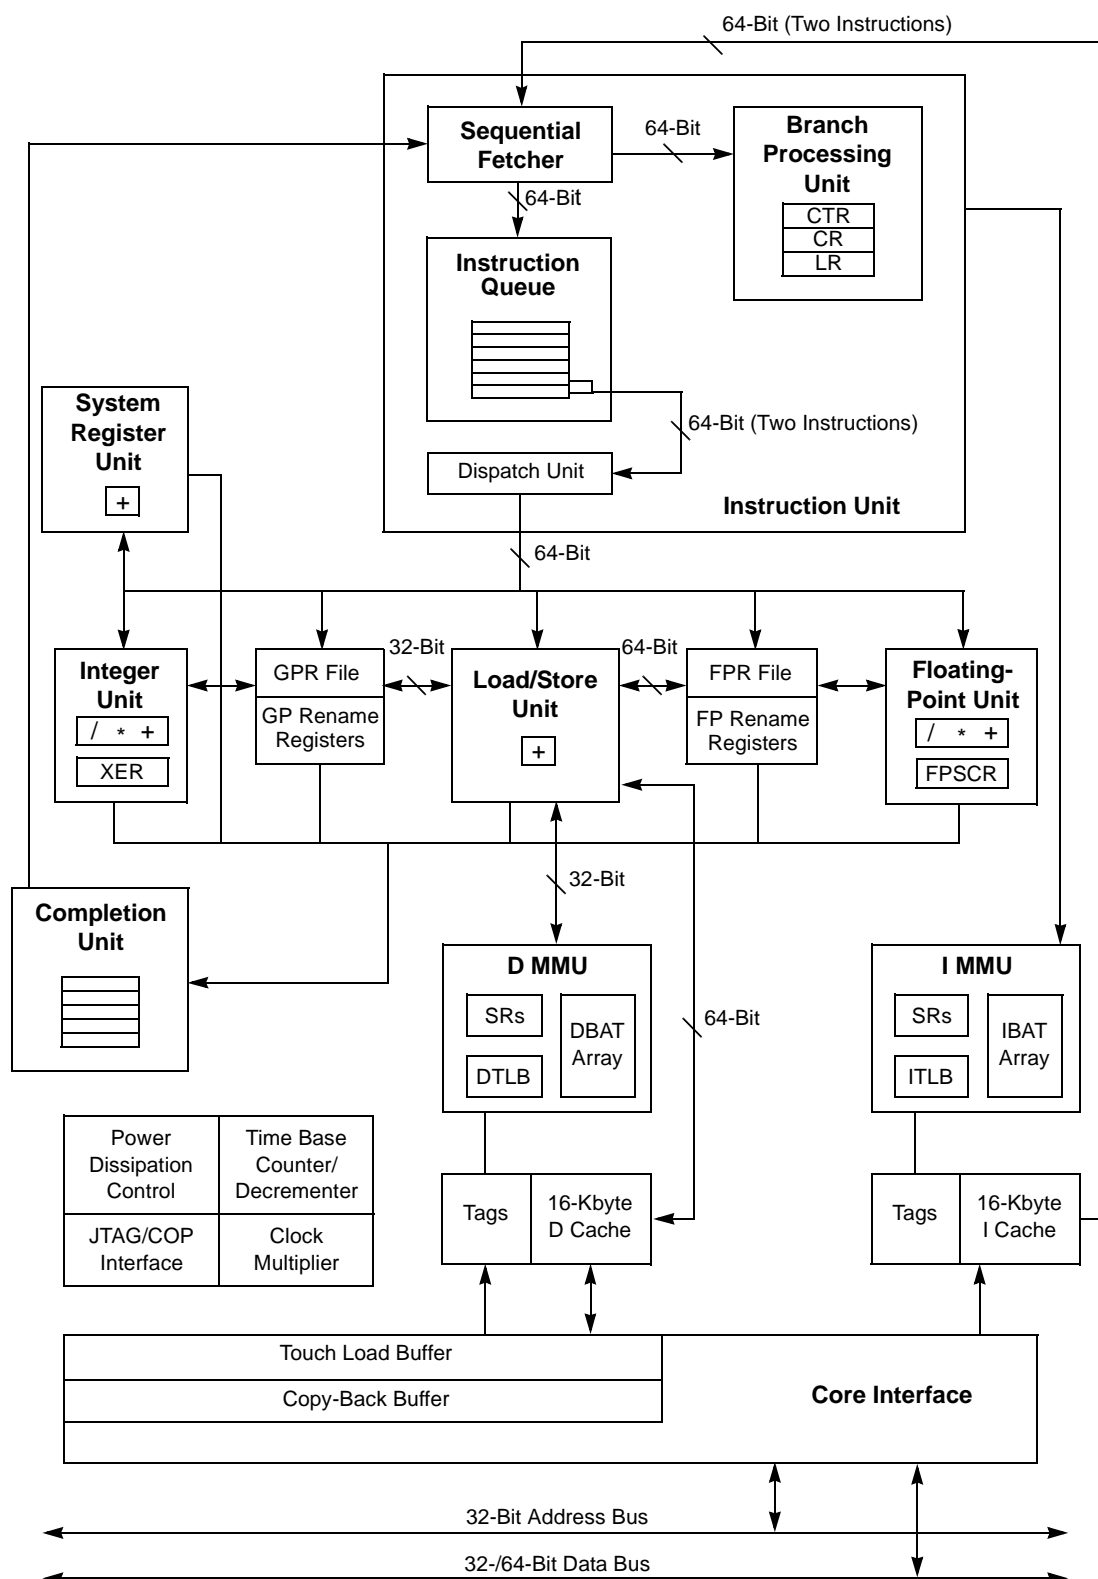 64-Bit (Two Instructions)
Sequential
Fetcher
64-Bit
Branch
Processing
Unit
CTR
CR
LR
64-Bit
Instruction
Queue
64-Bit (Two Instructions)
Dispatch Unit
Instruction Unit
System
Register
Unit
+
64-Bit
Integer
Unit
/ * +
XER
GPR File
GP Rename
Registers
32-Bit
Load/Store
Unit
+
64-Bit
FPR File
FP Rename
Registers
Floating-
Point Unit
/ * +
FPSCR
32-Bit
Completion
Unit
D MMU
SRs
DTLB
DBAT
Array
64-Bit
I MMU
SRs
ITLB
IBAT
Array
Power
Dissipation
Control
Time Base
Counter/
Decrementer
JTAG/COP
Interface
Clock
Multiplier
Tags
16-Kbyte
D Cache
Tags
16-Kbyte
I Cache
Touch Load Buffer
Copy-Back Buffer
Core Interface
32-Bit Address Bus
32-/64-Bit Data Bus